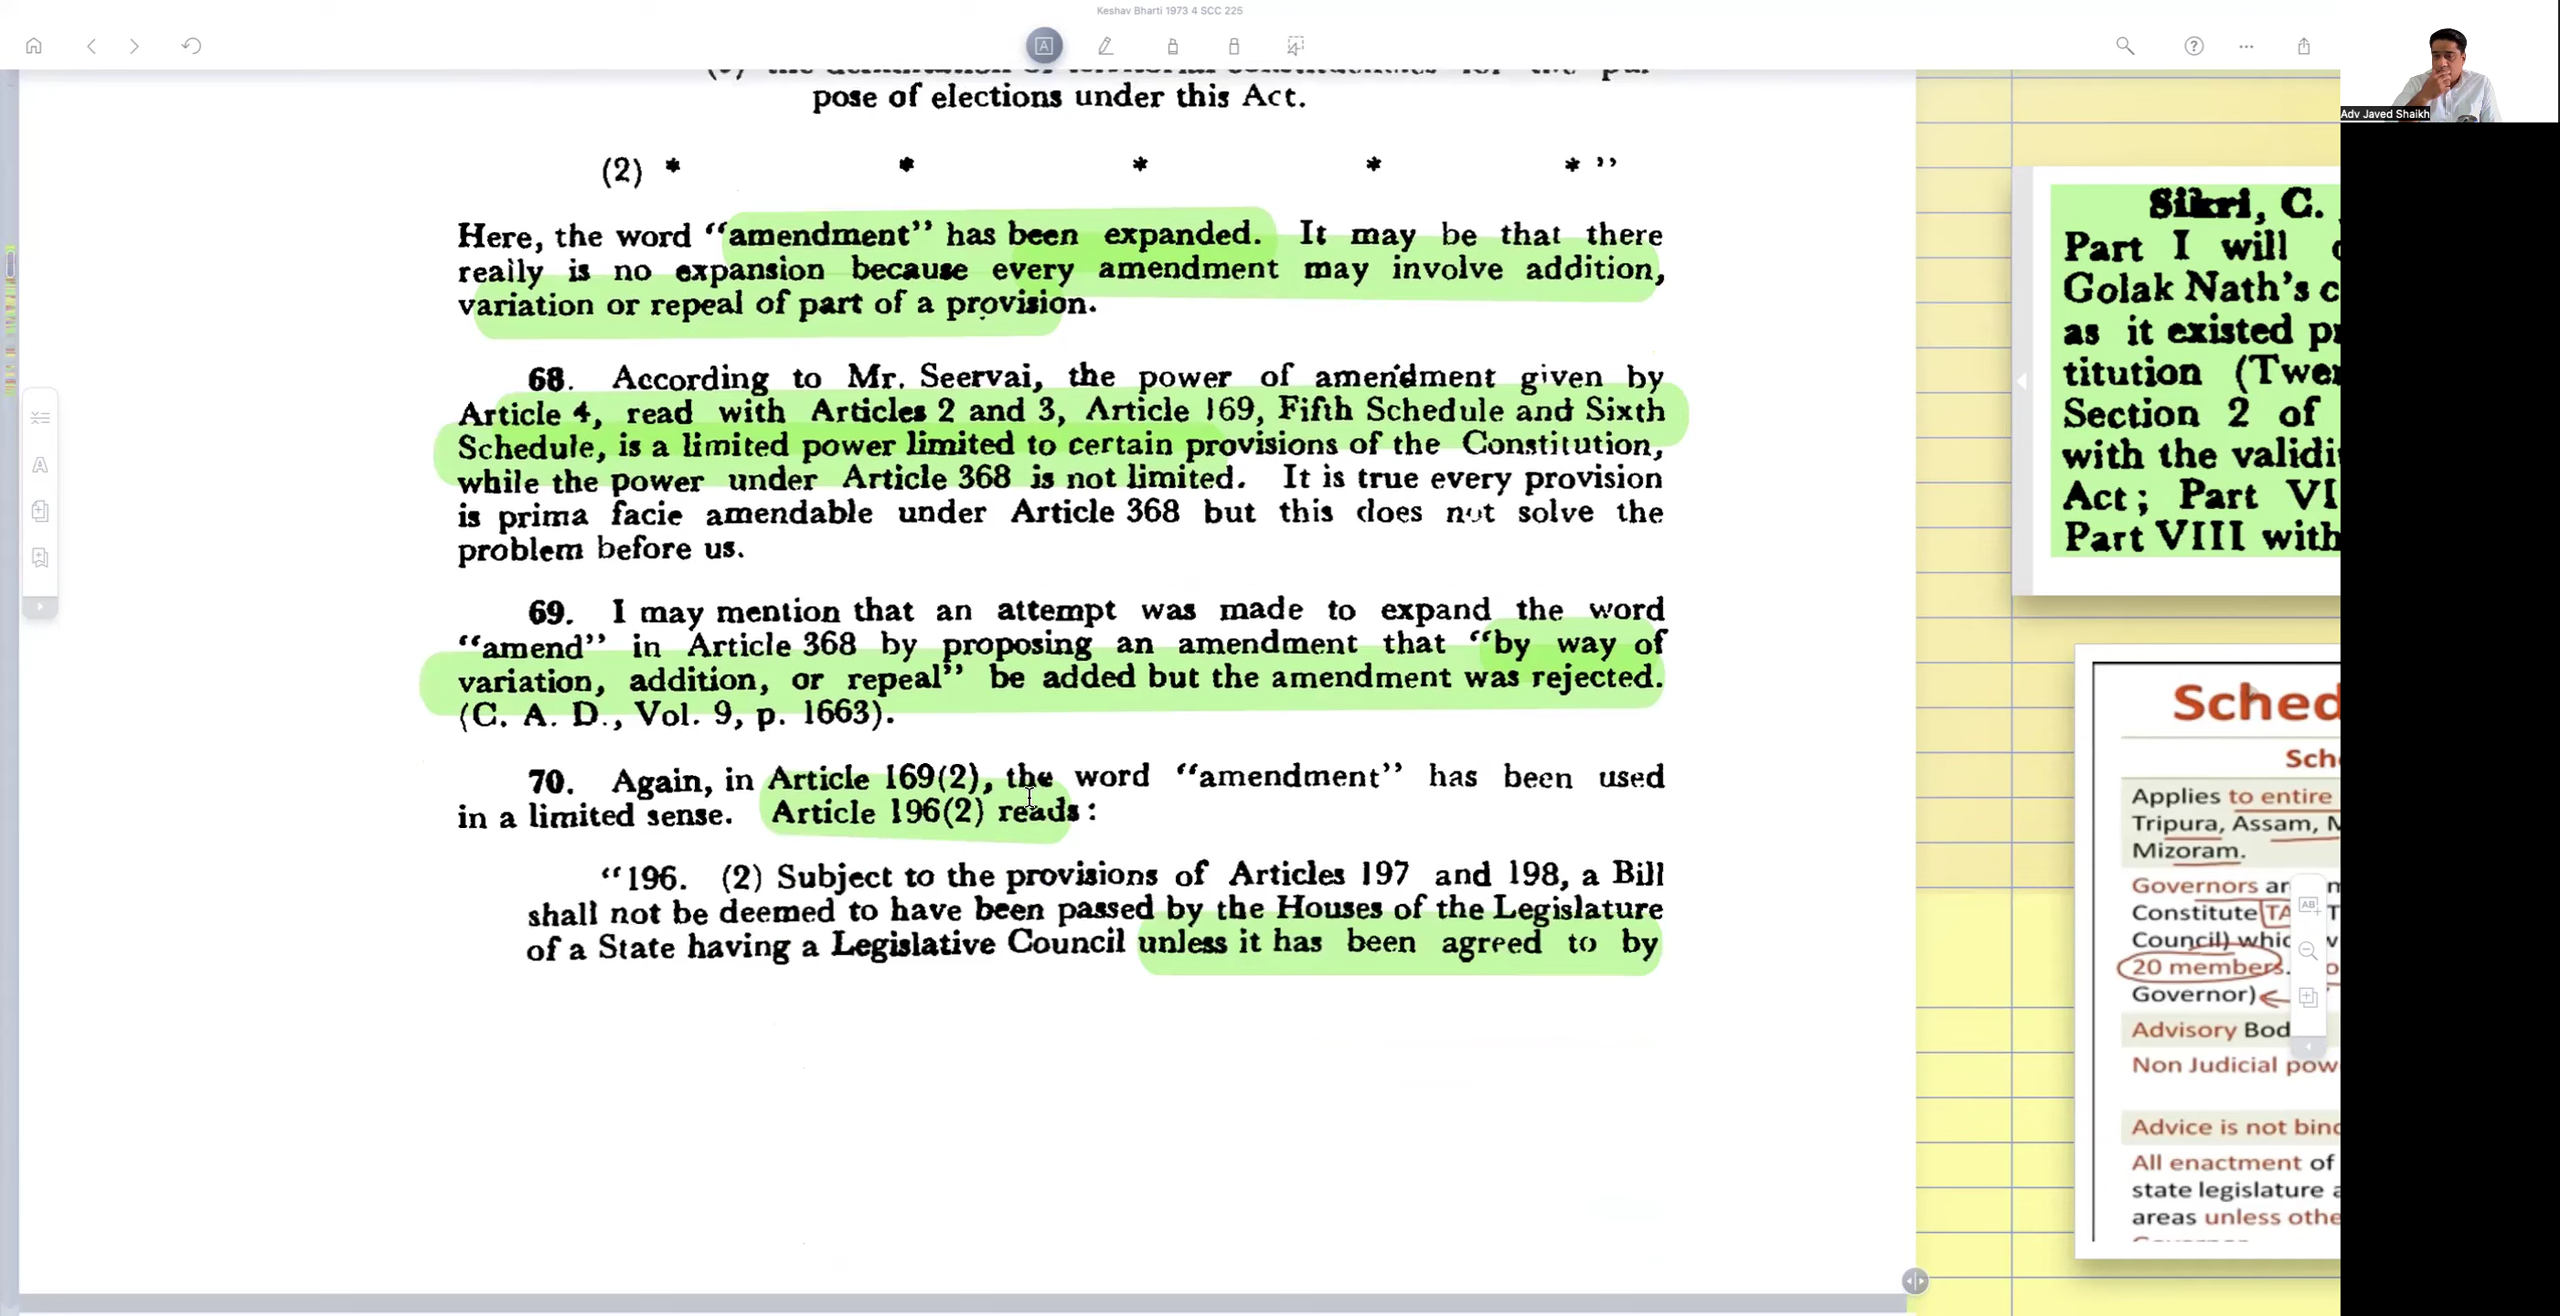 Keshav Bharti 1973 4 SCC 225
Adv Javed Shaikh
pose of elections under this Act.
(2) * * * * * ”
Here, the word “amendment” has been expanded. It may be that there
really is no expansion because every amendment may involve addition,
variation or repeal of part of a provision.
68. According to Mr. Seervai, the power of amendment given by
Article 4, read with Articles 2 and 3, Article 169, Fifth Schedule and Sixth
Schedule, is a limited power limited to certain provisions of the Constitution,
while the power under Article 368 is not limited. It is true every provision
is prima facie amendable under Article 368 but this does not solve the
problem before us.
69. I may mention that an attempt was made to expand the word
“amend” in Article 368 by proposing an amendment that “by way of
variation, addition, or repeal” be added but the amendment was rejected.
(C. A. D., Vol. 9, p. 1663).
70. Again, in Article 169(2), the word “amendment” has been used
in a limited sense. Article 196(2) reads :
“196. (2) Subject to the provisions of Articles 197 and 198, a Bill
shall not be deemed to have been passed by the Houses of the Legislature
of a State having a Legislative Council unless it has been agreed to by
Sikri, C.
Part I will
Golak Nath’s c
as it existed p
titution (Twe
Section 2 of
with the validi
Act ; Part VI
Part VIII with
Sched
Sch
Applies to entire
Tripura, Assam, M
Mizoram.
Governors ar
Constitute TA
Council) whic
20 members.
Governor)
Advisory Bod
Non Judicial pow
Advice is not bind
All enactment of
state legislature a
areas unless othe